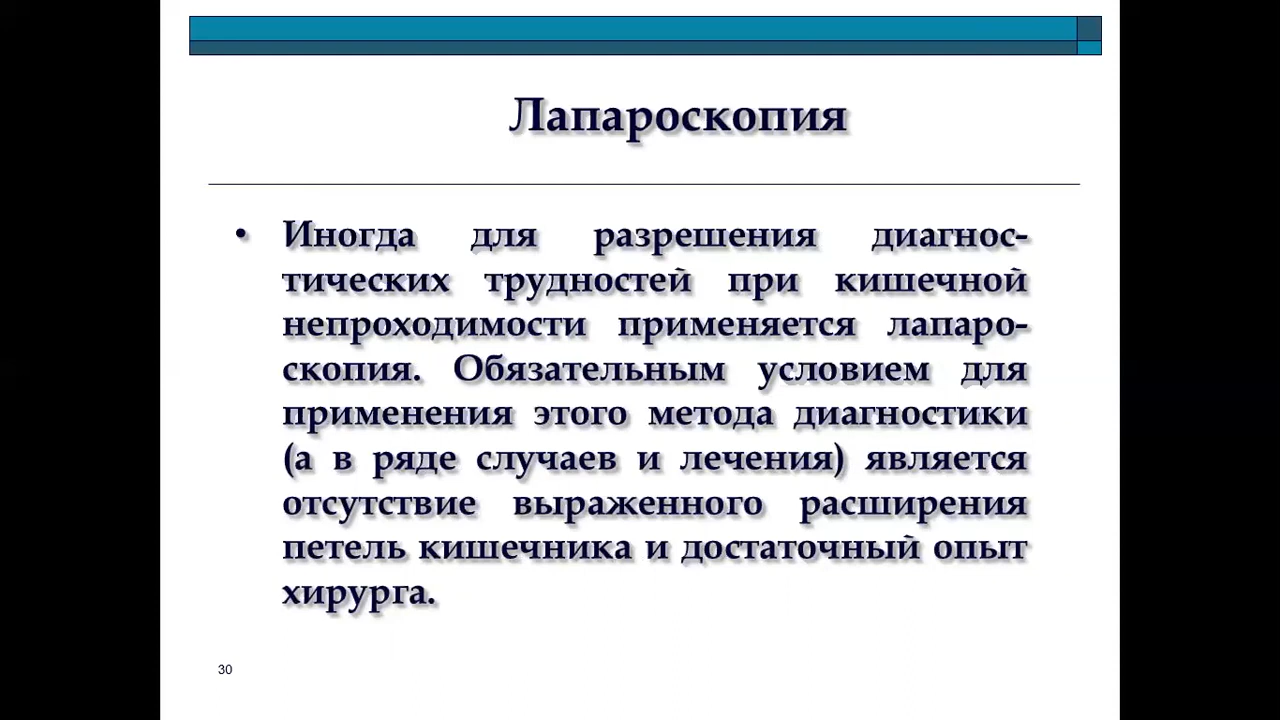 Лапароскопия
• Иногда для разрешения диагнос-
тических трудностей при кишечной
непроходимости применяется лапаро-
скопия. Обязательным условием для
применения этого метода диагностики
(а в ряде случаев и лечения) является
отсутствие выраженного расширения
петель кишечника и достаточный опыт
хирурга.
30